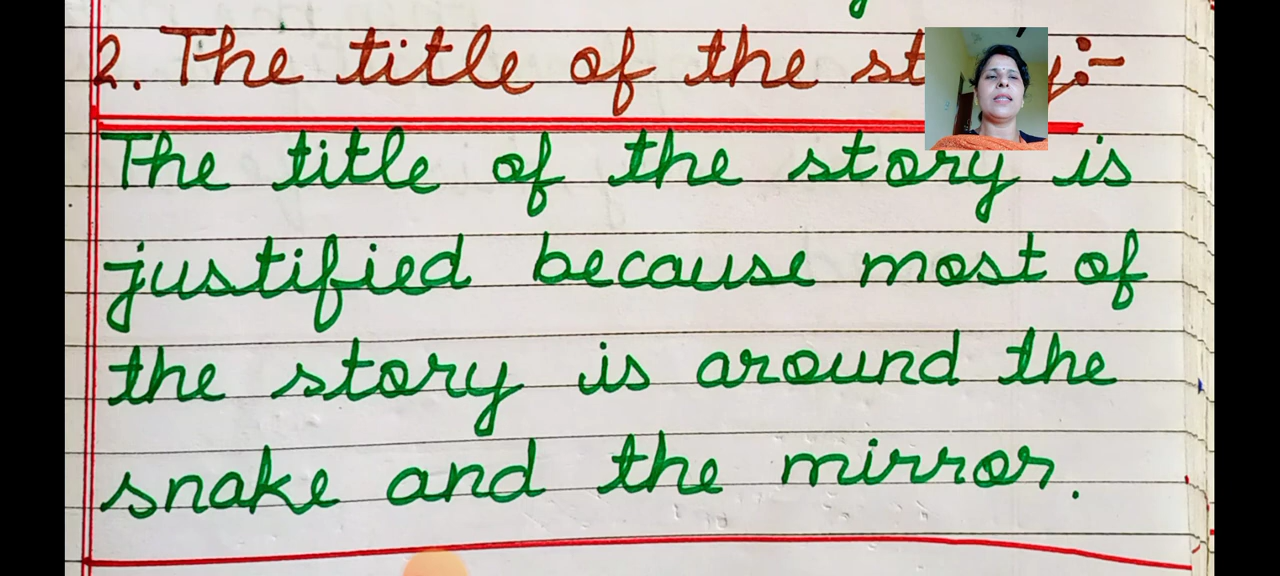 2. The title of the story:-
The title of the story is
justified because most of
the story is around the
snake and the mirror.